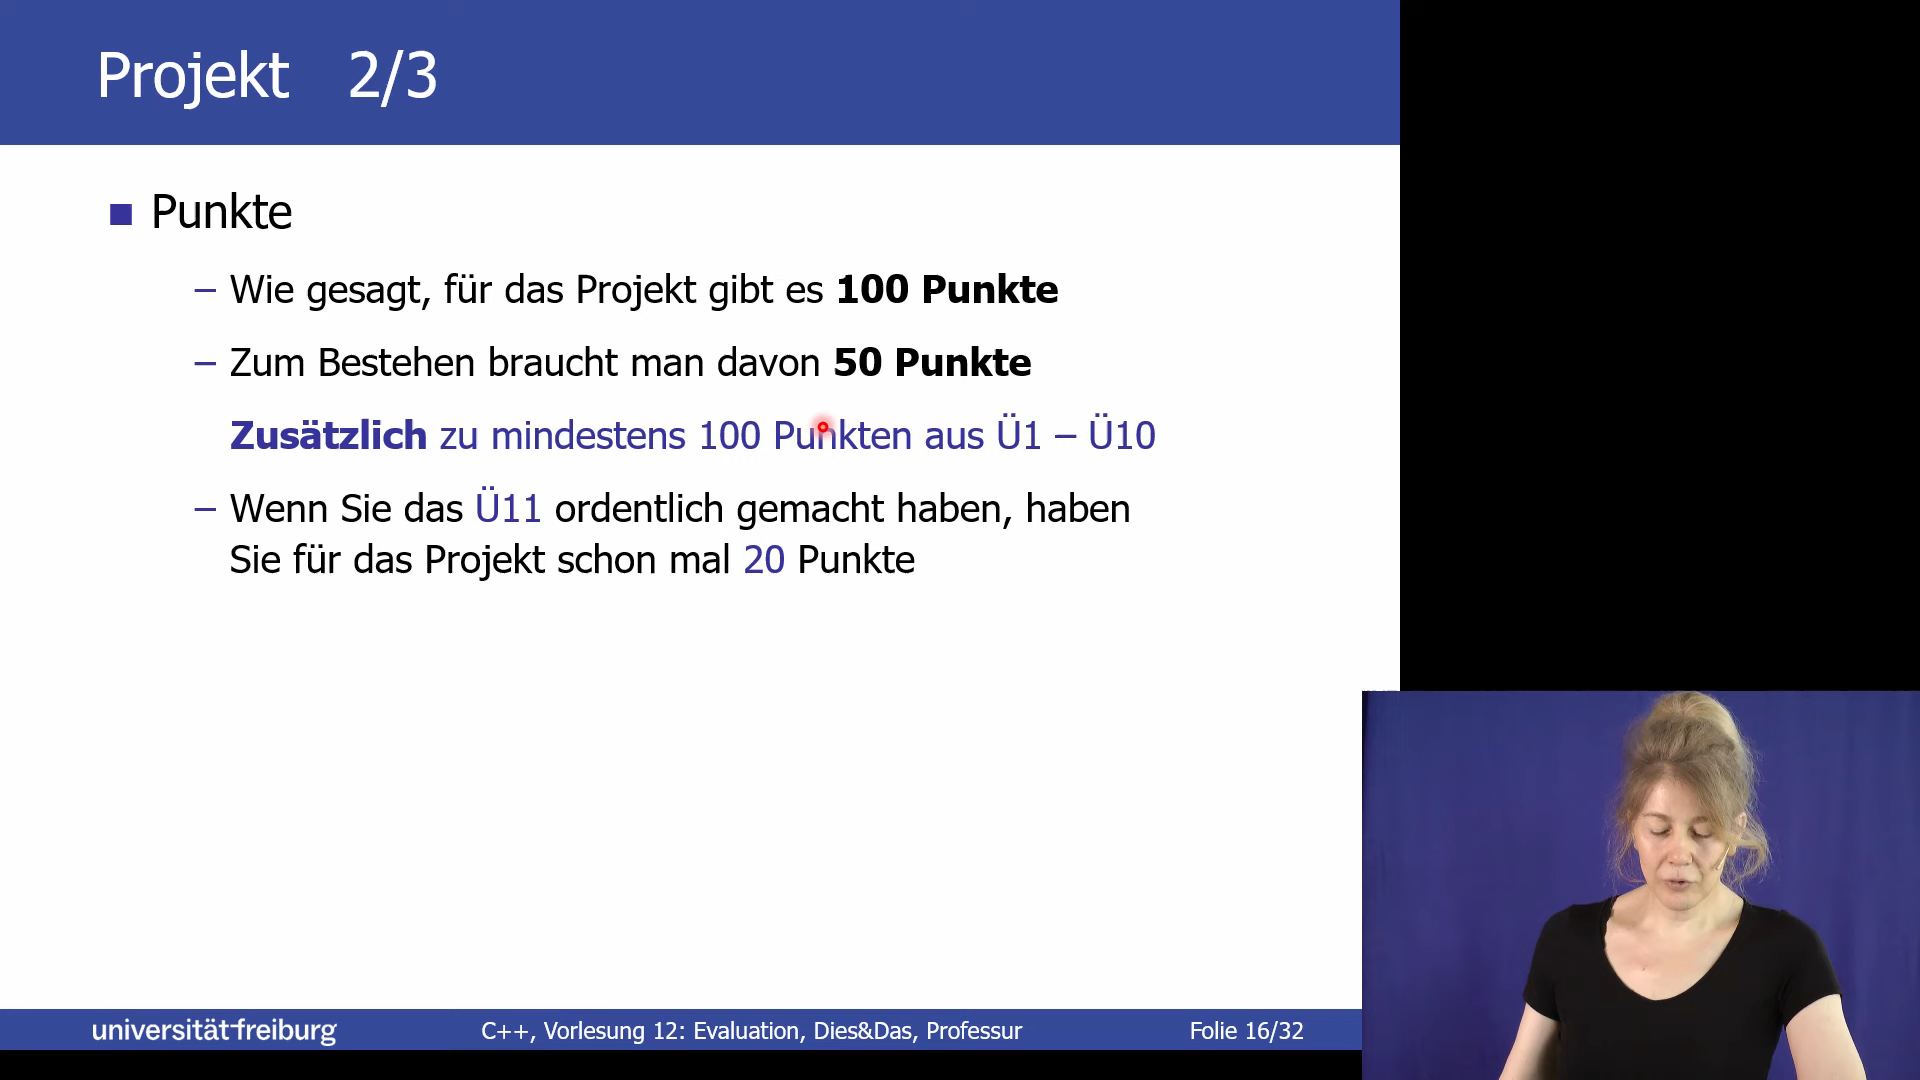 Projekt 2/3
Punkte
– Wie gesagt, für das Projekt gibt es 100 Punkte
– Zum Bestehen braucht man davon 50 Punkte
Zusätzlich zu mindestens 100 Punkten aus Ü1 – Ü10
– Wenn Sie das Ü11 ordentlich gemacht haben, haben
Sie für das Projekt schon mal 20 Punkte
universität freiburg
C++, Vorlesung 12: Evaluation, Dies&Das, Professur
Folie 16/32